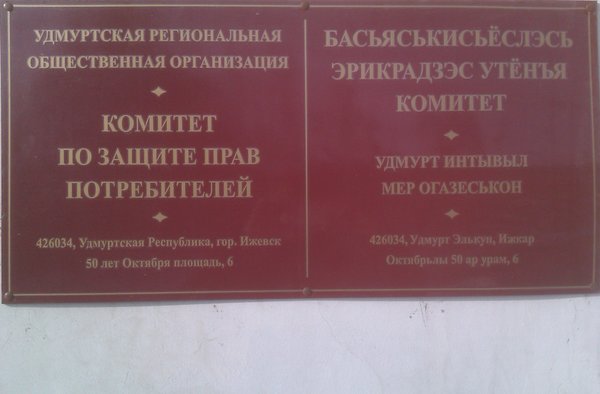 УДМУРТСКАЯ РЕГИОНАЛЬНАЯ
ОБЩЕСТВЕННАЯ ОРГАНИЗАЦИЯ
КОМИТЕТ
ПО ЗАЩИТЕ ПРАВ
ПОТРЕБИТЕЛЕЙ
426034, Удмуртская Республика, гор. Ижевск
50 лет Октября площадь, 6
БАСЬЯСЬКИСЬЁСЛЭСЬ
ЭРИКРАДЗЭС УТЁНЪЯ
КОМИТЕТ
УДМУРТ ИНТЫВЫЛ
МЕР ОГАЗЕСЬКОН
426034, Удмурт Элькун, Ижкар
Октябрьлы 50 ар урам, 6